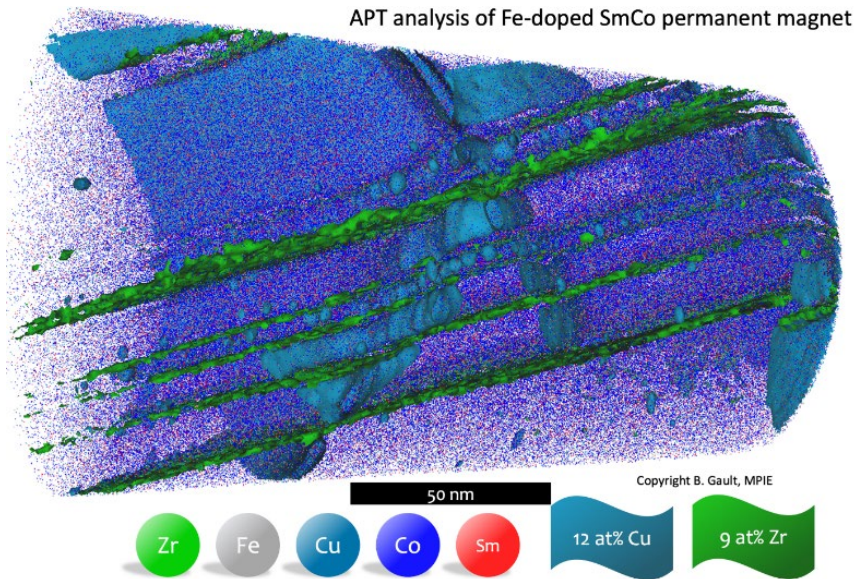 APT analysis of Fe-doped SmCo permanent magnet
Copyright B. Gault, MPIE
50 nm
Zr Fe Cu Co Sm 12 at% Cu 9 at% Zr